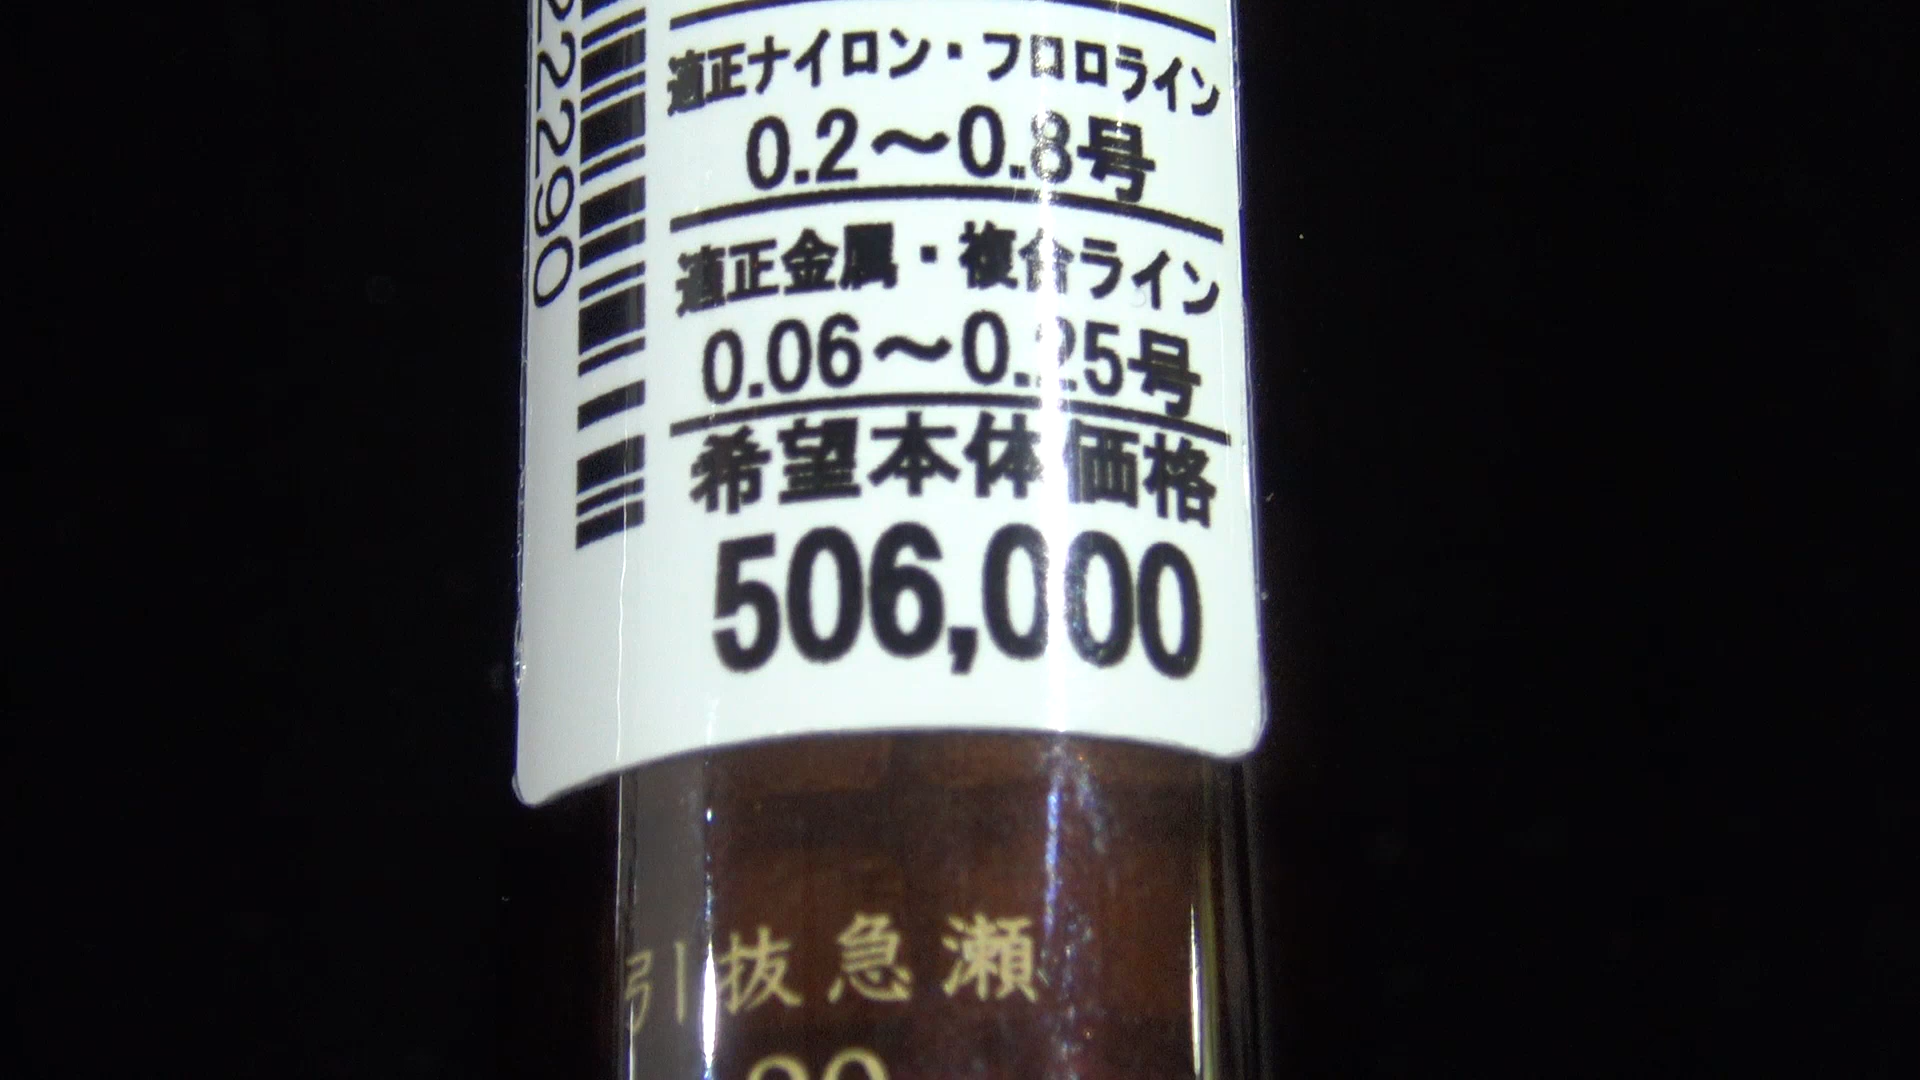 適正ナイロン・フロロライン
0.2～0.8号
適正金属・複合ライン
0.06～0.25号
希望本体価格
506,000
22290
引抜急瀬